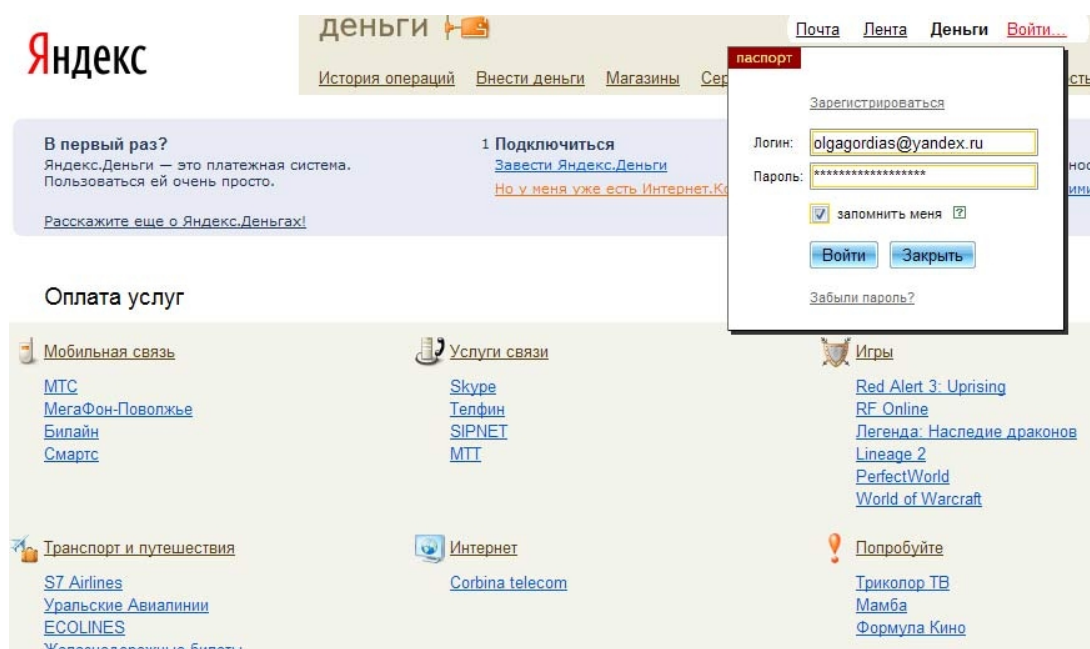 Яндекс
деньги
Почта Лента Деньги Войти...
История операций Внести деньги Магазины
паспорт
Зарегистрироваться
Логин: olgagordias@yandex.ru
Пароль: ******************
запомнить меня ?
Войти Закрыть
Забыли пароль?
В первый раз?
Яндекс.Деньги — это платежная система.
Пользоваться ей очень просто.
Расскажите еще о Яндекс.Деньгах!
1 Подключиться
Завести Яндекс.Деньги
Но у меня уже есть Интернет.
Оплата услуг
Мобильная связь
МТС
МегаФон-Поволжье
Билайн
Смартс
Услуги связи
Skype
Телфин
SIPNET
МТТ
Игры
Red Alert 3: Uprising
RF Online
Легенда: Наследие драконов
Lineage 2
PerfectWorld
World of Warcraft
Транспорт и путешествия
S7 Airlines
Уральские Авиалинии
ECOLINES
Железнодорожные билеты
Интернет
Corbina telecom
Попробуйте
Триколор ТВ
Мамба
Формула Кино